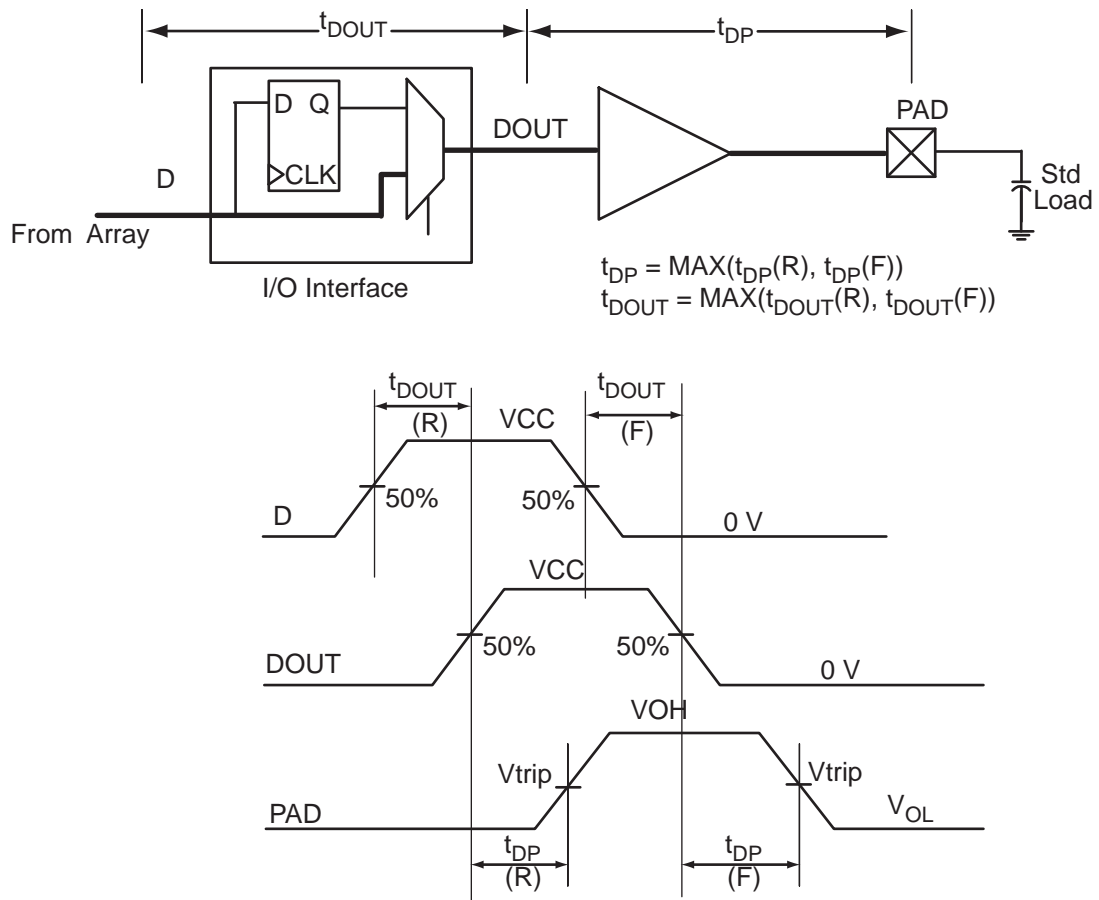 tDOUT
tDP
D Q
CLK
D
From Array
I/O Interface
DOUT
PAD
Std
Load
tDP = MAX(tDP(R), tDP(F))
tDOUT = MAX(tDOUT(R), tDOUT(F))
tDOUT
(R)
VCC
tDOUT
(F)
50%
50%
D
0 V
VCC
50%
50%
DOUT
0 V
VOH
Vtrip
Vtrip
PAD
VOL
tDP
(R)
tDP
(F)